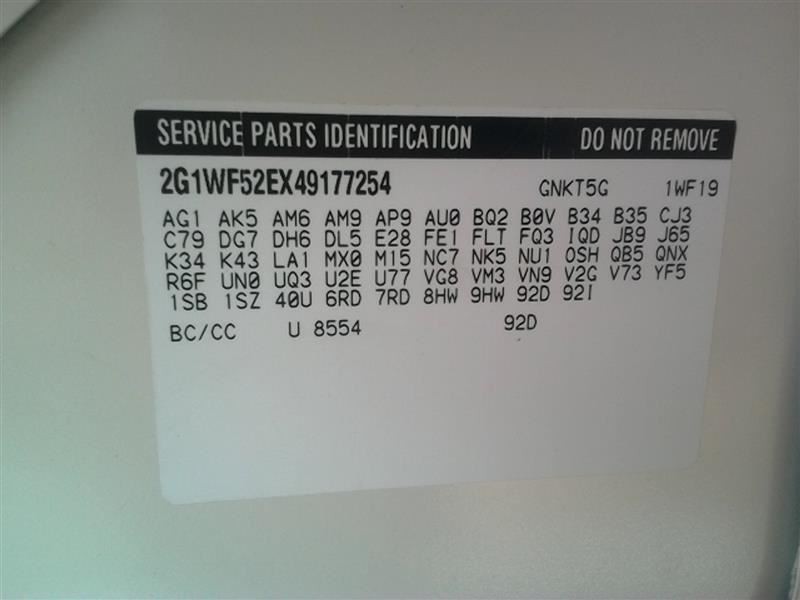 SERVICE PARTS IDENTIFICATION DO NOT REMOVE
2G1WF52EX49177254 GNKT5G 1WF19
AG1 AK5 AM6 AM9 AP9 AU0 BQ2 B0V B34 B35 CJ3
C79 DG7 DH6 DL5 E28 FE1 FLT FQ3 IQD JB9 J65
K34 K43 LA1 MX0 M15 NC7 NK5 NU1 OSH QB5 QNX
R6F UN0 UQ3 U2E U77 VG8 VM3 VN9 V2G V73 YF5
1SB 1SZ 40U 6RD 7RD 8HW 9HW 92D 92I
BC/CC U 8554 92D